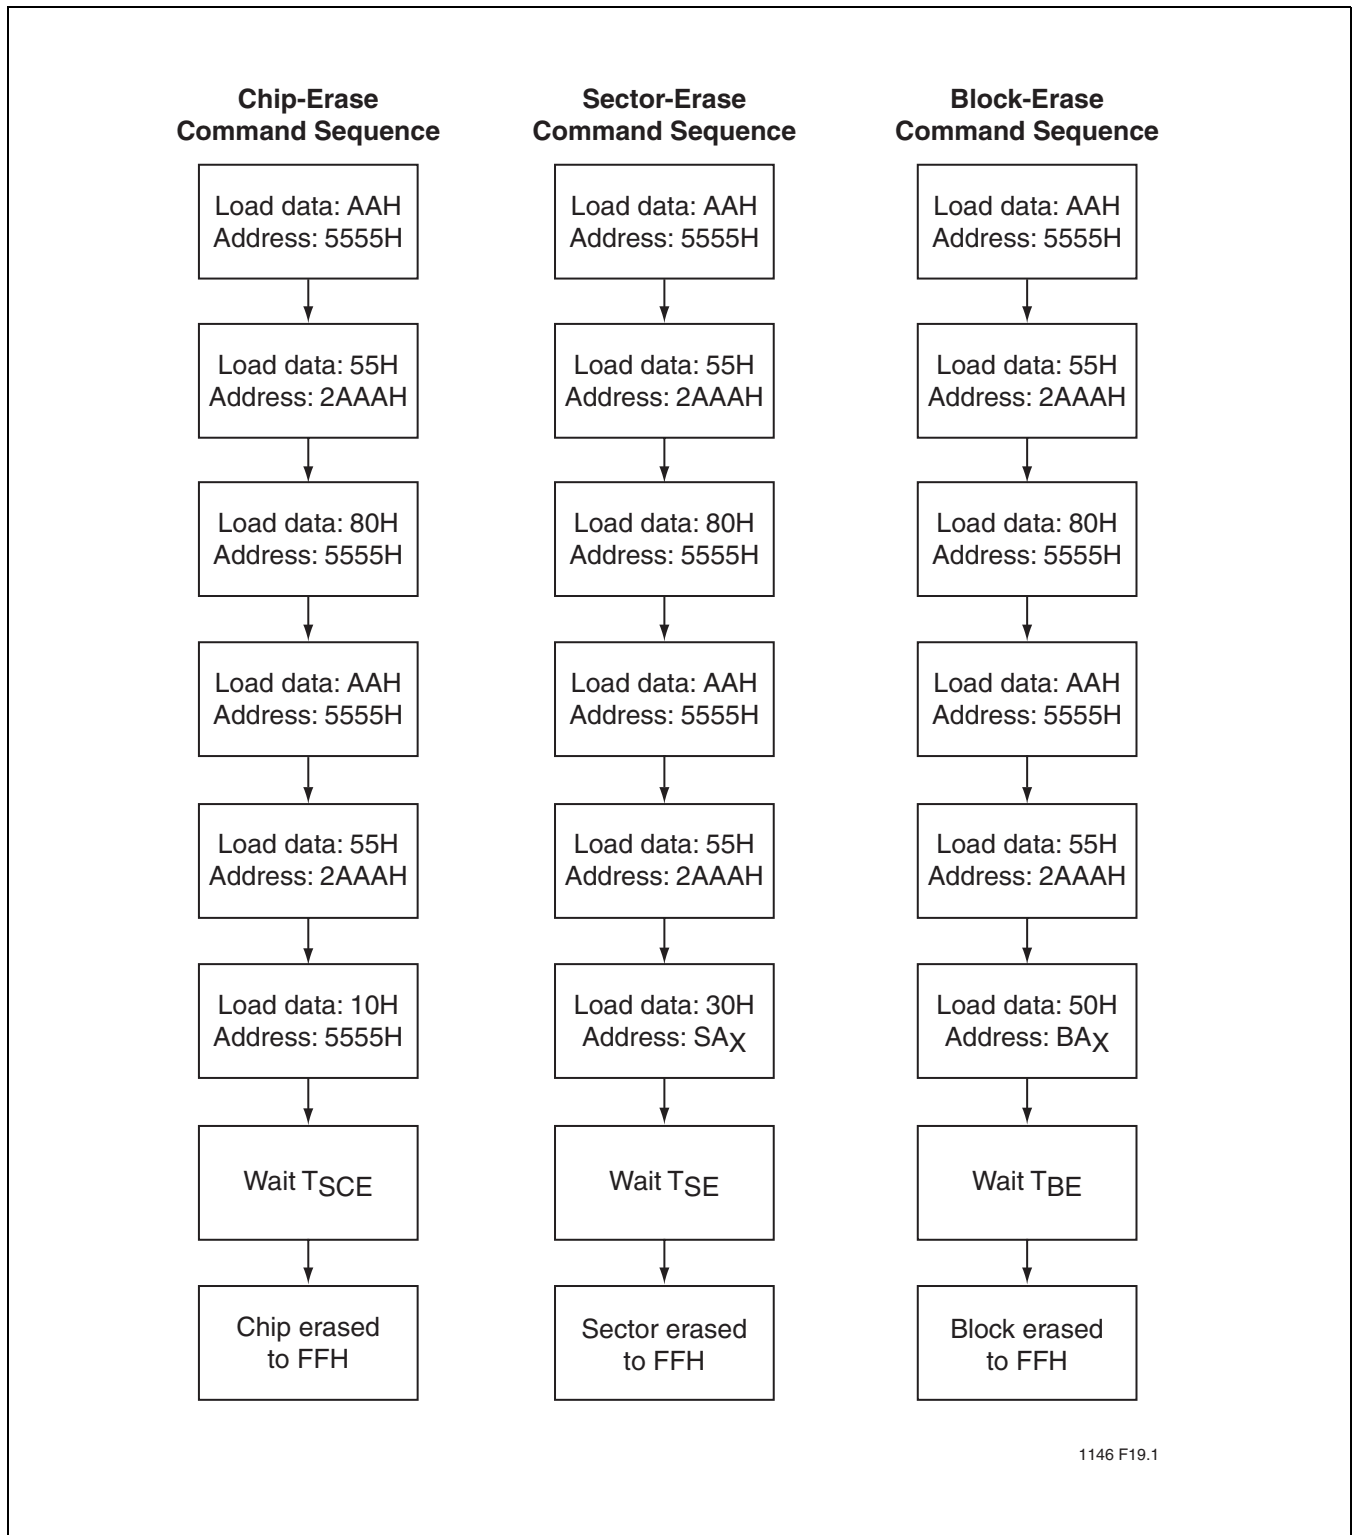 Chip-Erase
Command Sequence
Load data: AAH
Address: 5555H
Load data: 55H
Address: 2AAAH
Load data: 80H
Address: 5555H
Load data: AAH
Address: 5555H
Load data: 55H
Address: 2AAAH
Load data: 10H
Address: 5555H
Wait TSCE
Chip erased
to FFH
Sector-Erase
Command Sequence
Load data: AAH
Address: 5555H
Load data: 55H
Address: 2AAAH
Load data: 80H
Address: 5555H
Load data: AAH
Address: 5555H
Load data: 55H
Address: 2AAAH
Load data: 30H
Address: SAX
Wait TSE
Sector erased
to FFH
Block-Erase
Command Sequence
Load data: AAH
Address: 5555H
Load data: 55H
Address: 2AAAH
Load data: 80H
Address: 5555H
Load data: AAH
Address: 5555H
Load data: 55H
Address: 2AAAH
Load data: 50H
Address: BAX
Wait TBE
Block erased
to FFH
1146 F19.1